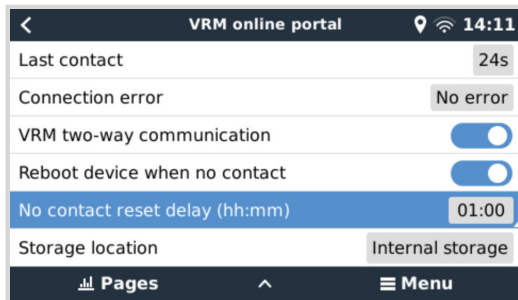 VRM online portal 14:11
Last contact 24s
Connection error No error
VRM two-way communication
Reboot device when no contact
No contact reset delay (hh:mm) 01:00
Storage location Internal storage
Pages Menu